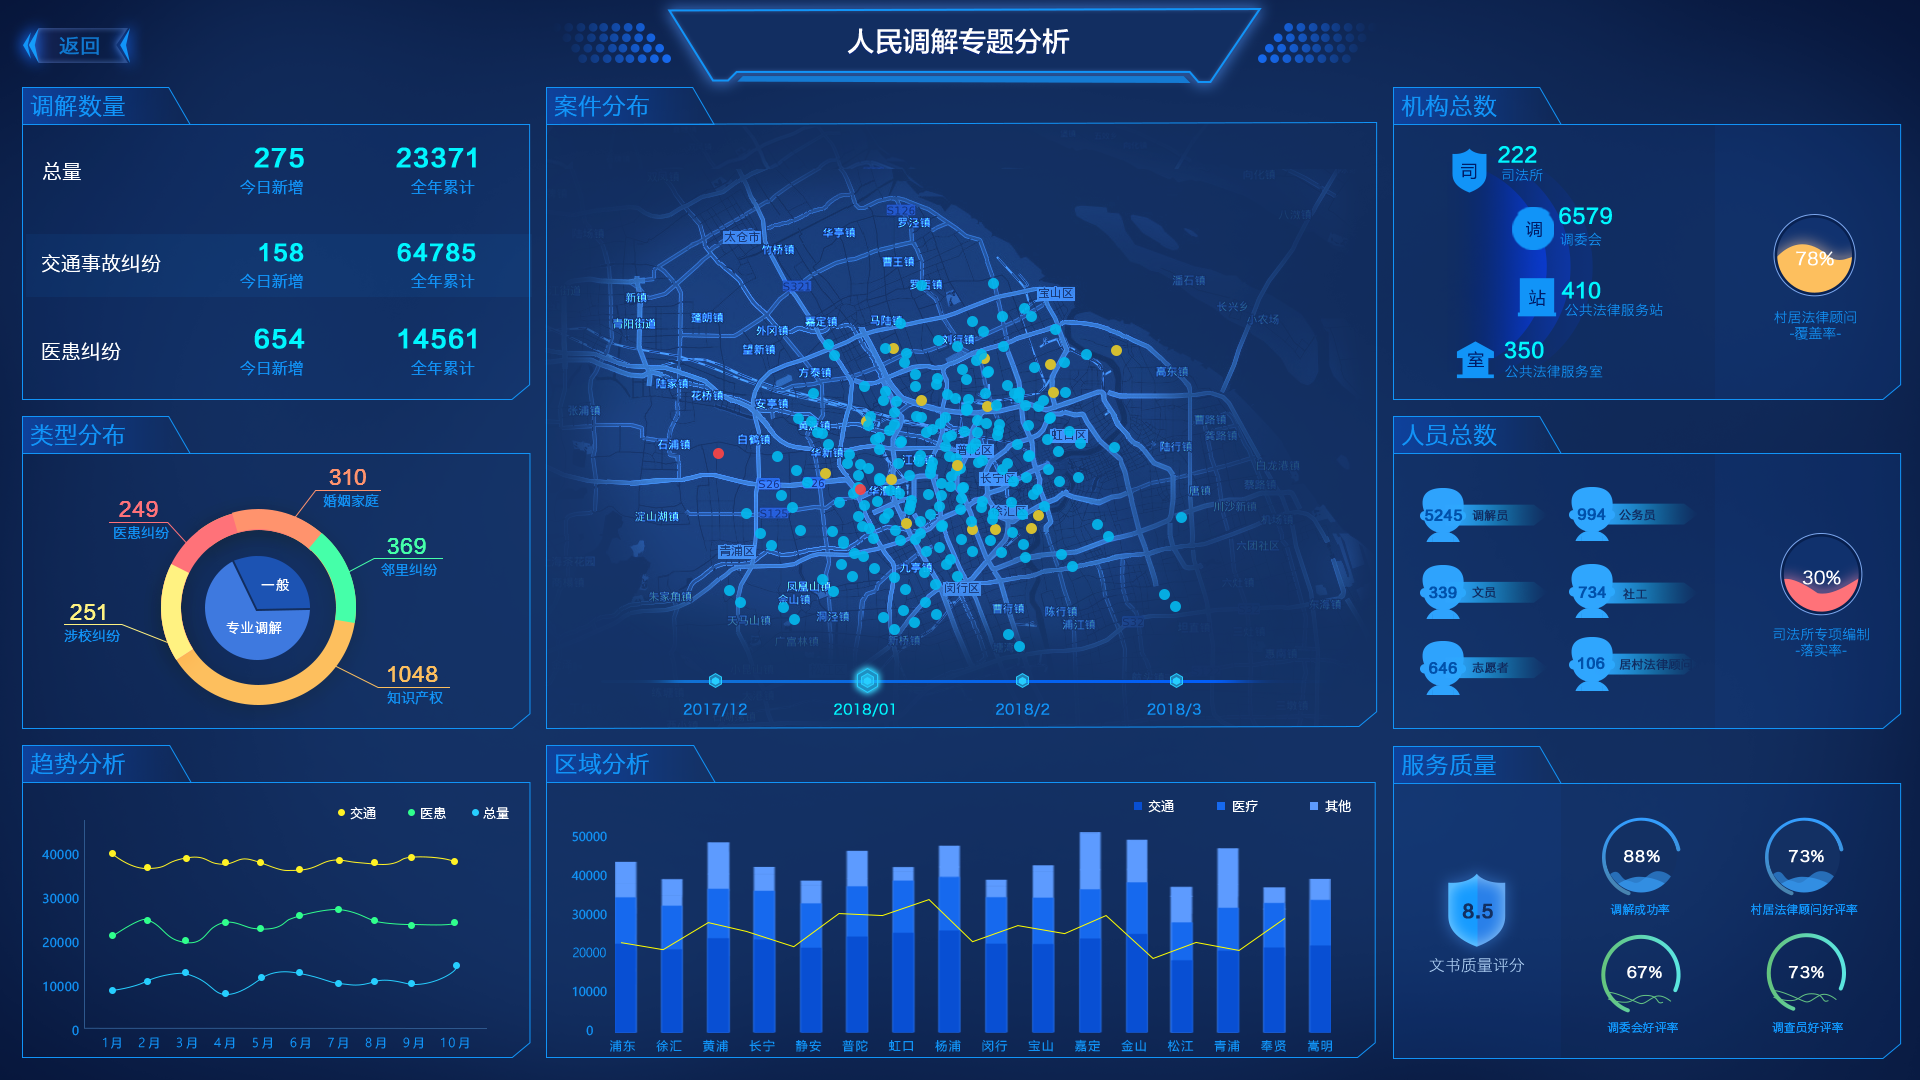 人民调解专题分析
返回
调解数量
总量
275
今日新增
23371
全年累计
交通事故纠纷
158
今日新增
64785
全年累计
医患纠纷
654
今日新增
14561
全年累计
类型分布
310
婚姻家庭
249
医患纠纷
369
邻里纠纷
251
涉校纠纷
1048
知识产权
一般
专业调解
趋势分析
交通 医患 总量
40000
30000
20000
10000
0
1月 2月 3月 4月 5月 6月 7月 8月 9月 10月
案件分布
S126
罗泾镇
太仓市
华亭镇
竹桥镇
曹王镇
潘石镇
S321
宝山区
新镇
长兴乡
蓬朗镇
嘉定镇
马陆镇
青阳街道
外冈镇
刘行镇
望新镇
方泰镇
高东镇
陆家镇
花桥镇
安亭镇
张浦镇
曹路镇
龚路镇
虹口区
白鹤镇
石浦镇
陆行镇
华新镇
普陀区
白龙港镇
长宁区
S26
唐镇
川沙新镇
淀山湖镇
S125
徐汇区
六团社区
青浦区
九亭镇
凤凰山镇
闵行区
朱家角镇
佘山镇
曹行镇
陈行镇
天马山镇
洞泾镇
浦江镇
广富林镇
新桥镇
2017/12
2018/01
2018/2
2018/3
区域分析
交通 医疗 其他
50000
40000
30000
20000
10000
0
浦东 徐汇 黄浦 长宁 静安 普陀 虹口 杨浦 闵行 宝山 嘉定 金山 松江 青浦 奉贤 嵩明
机构总数
司
222
司法所
调
6579
调委会
站
410
公共法律服务站
室
350
公共法律服务室
78%
村居法律顾问
-覆盖率-
人员总数
5245 调解员
994 公务员
339 文员
734 社工
646 志愿者
106 居村法律顾问
30%
司法所专项编制
-落实率-
服务质量
8.5
文书质量评分
88%
调解成功率
73%
村居法律顾问好评率
67%
调委会好评率
73%
调查员好评率